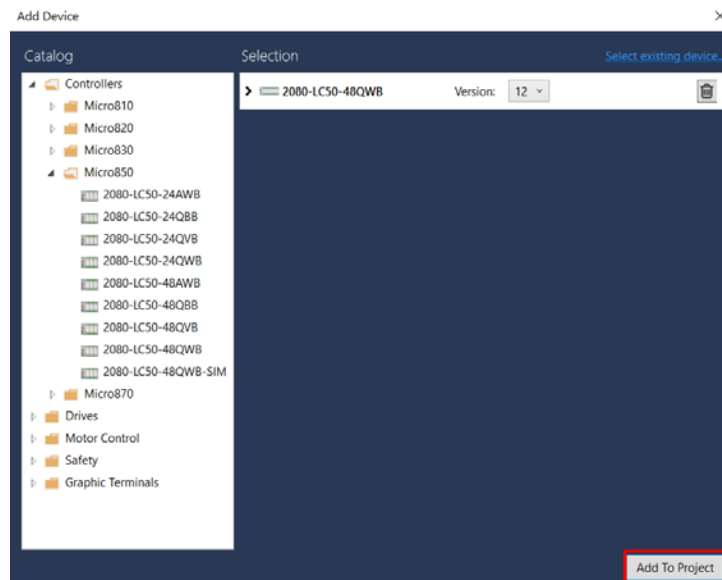 Add Device
Catalog
Selection
Select existing device..
Controllers
Micro810
Micro820
Micro830
Micro850
2080-LC50-24AWB
2080-LC50-24QBB
2080-LC50-24QVB
2080-LC50-24QWB
2080-LC50-48AWB
2080-LC50-48QBB
2080-LC50-48QVB
2080-LC50-48QWB
2080-LC50-48QWB-SIM
Micro870
Drives
Motor Control
Safety
Graphic Terminals
2080-LC50-48QWB Version: 12
Add To Project